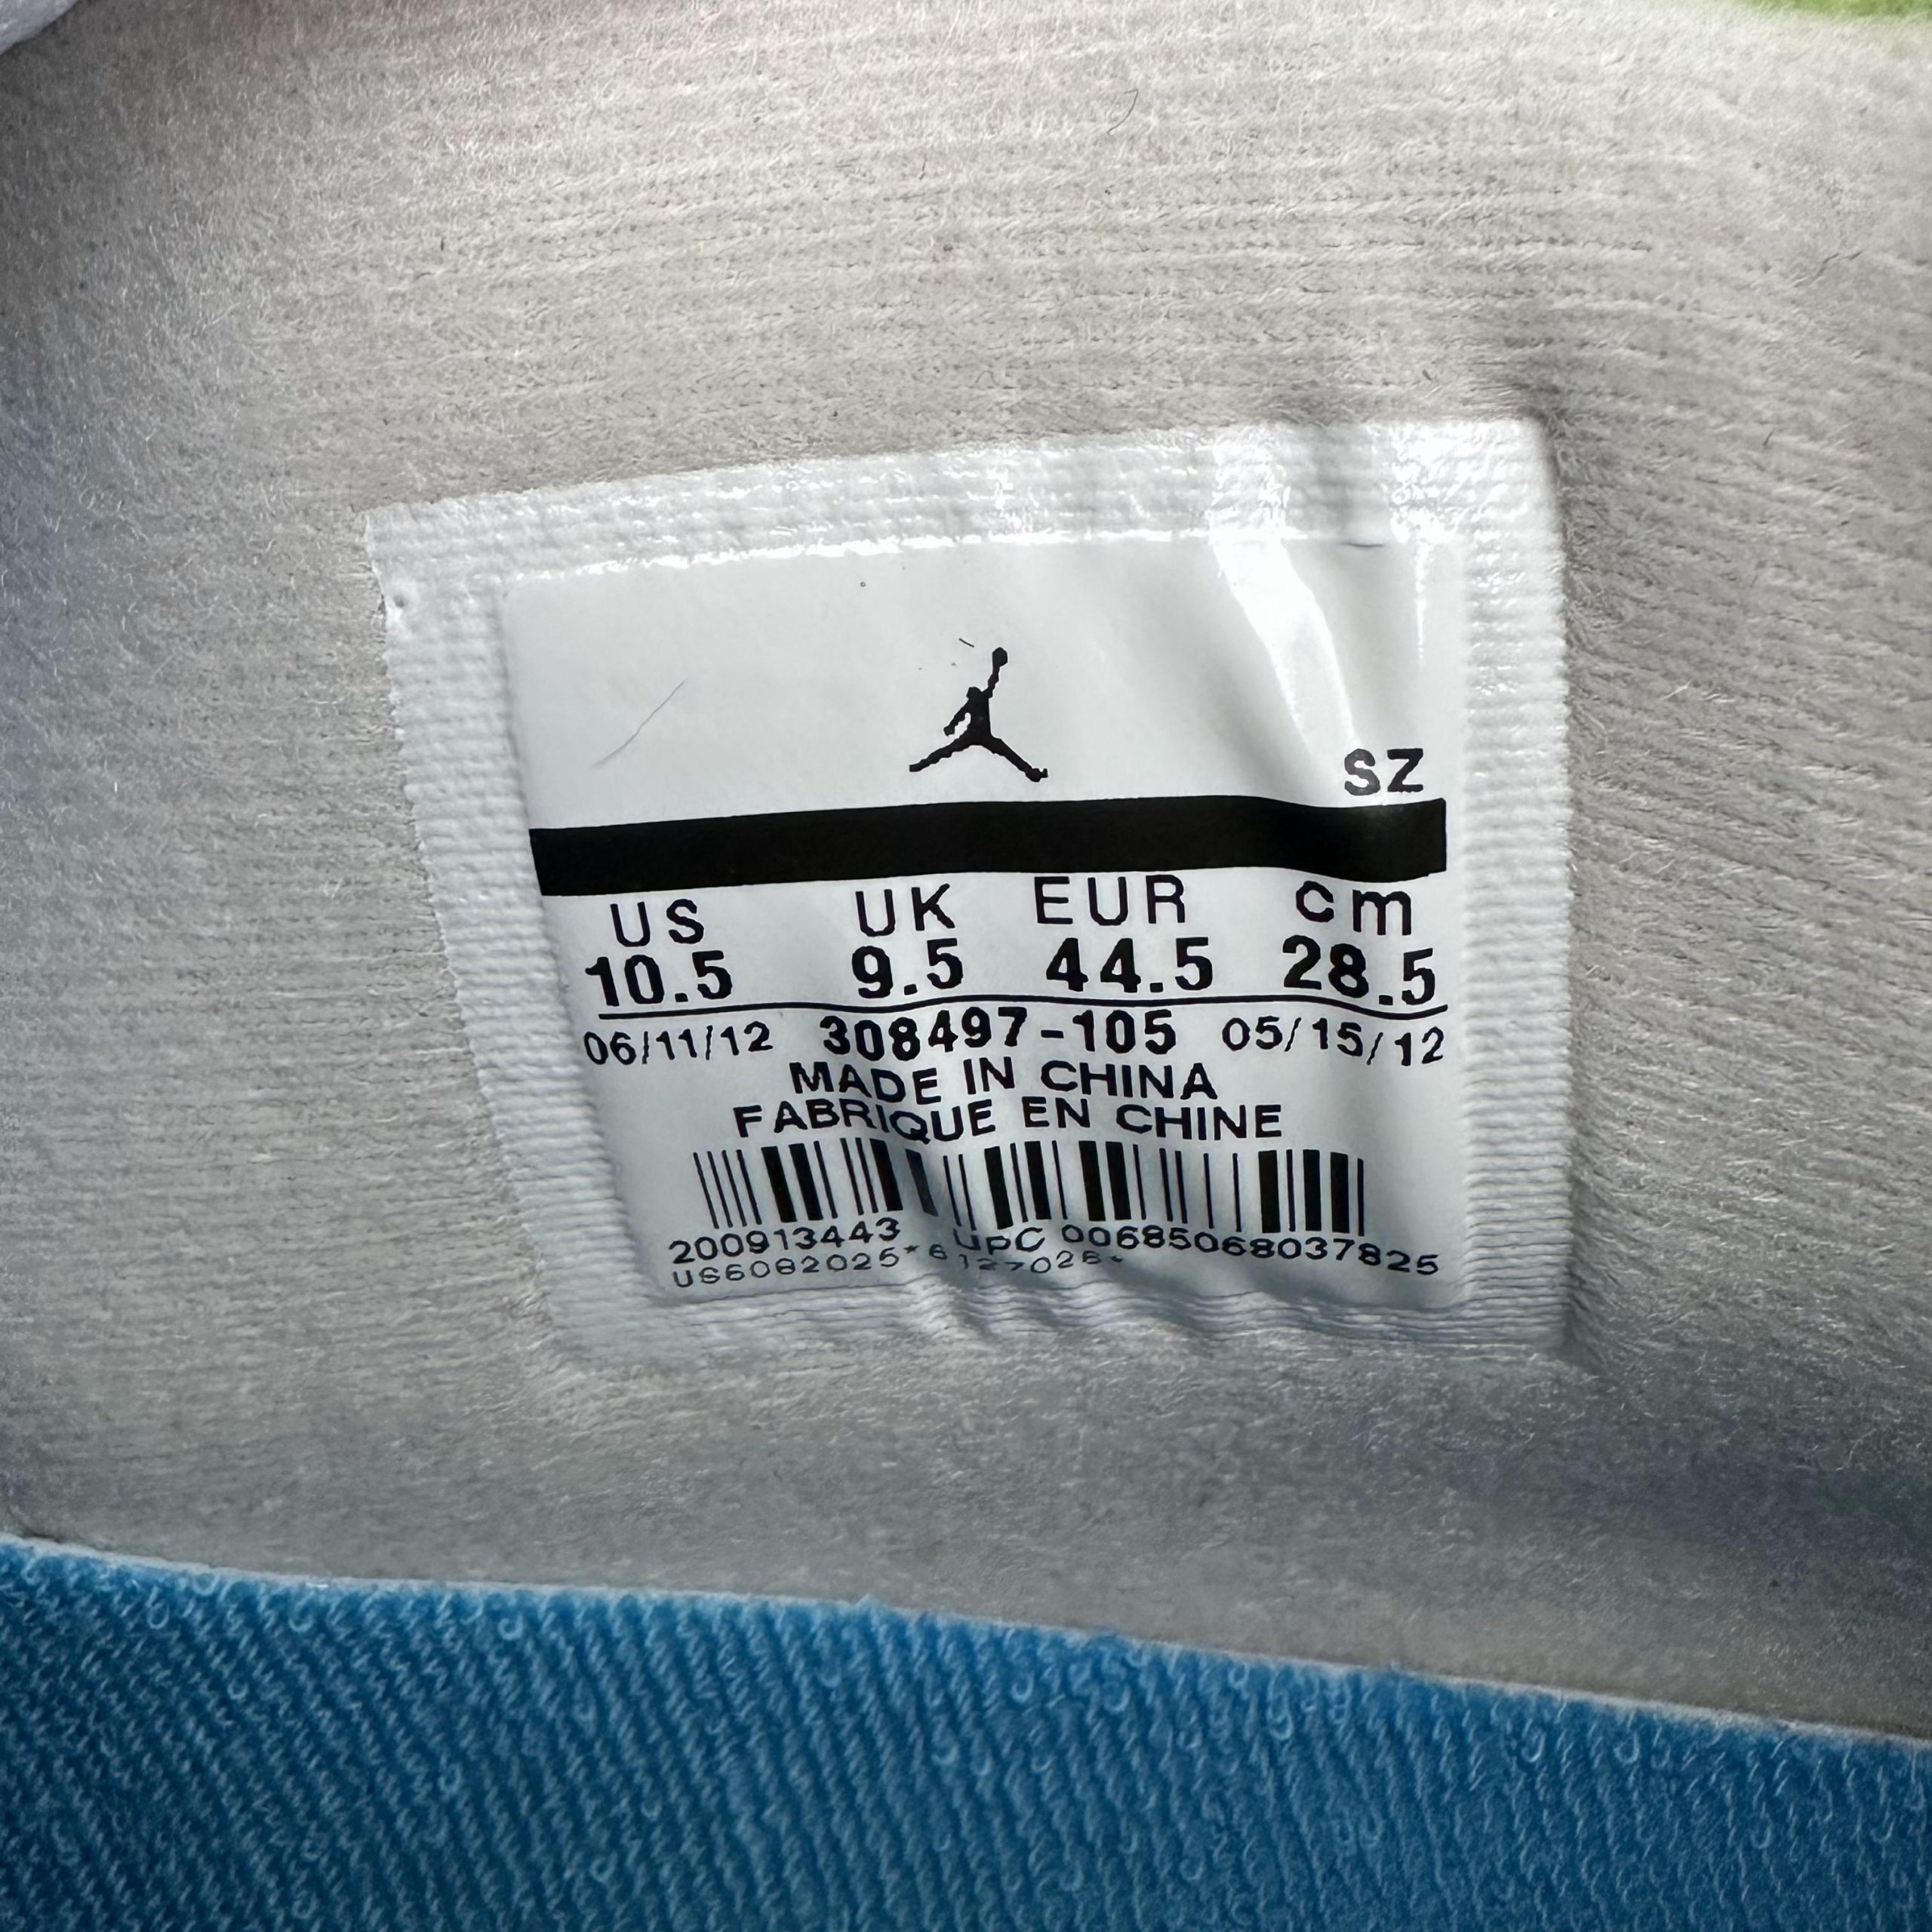 SZ
US UK EUR cm
10.5 9.5 44.5 28.5
06/11/12 308497-105 05/15/12
MADE IN CHINA
FABRIQUE EN CHINE
200913443 UPC 00685068037825